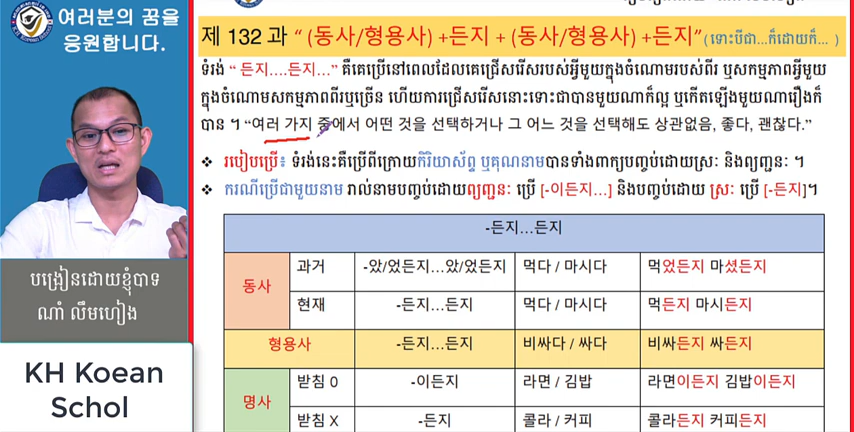 여러분의 꿈을
응원합니다.
제 132 과 “ (동사/형용사) +든지 + (동사/형용사) +든지” (ទោះបីជា...ក៏ដោយក៏... )
ទំរង់ “ 든지….든지…” គឺគេប្រើនៅពេលដែលគេជ្រើសរើសរបស់អ្វីមួយក្នុងចំណោមរបស់ពីរ ឬសកម្មភាពអ្វីមួយ
ក្នុងចំណោមសកម្មភាពពីរឬច្រើន ហើយការជ្រើសរើសនោះទោះជាបានមួយណាក៏ល្អ ឬកើតឡើងមួយណារឿងក៏
បាន ។ “여러 가지 중에서 어떤 것을 선택하거나 그 어느 것을 선택해도 상관없음, 좋다, 괜찮다.”
❖ របៀបប្រើ៖ ទំរង់នេះគឺប្រើពីក្រោយកិរិយាស័ព្ទ ឬគុណនាមបានទាំងពាក្យបញ្ចប់ដោយស្រៈ និងព្យញ្ជនៈ ។
❖ ករណីប្រើជាមួយនាម រាល់នាមបញ្ចប់ដោយព្យញ្ជនៈ ប្រើ [-이든지…] និងបញ្ចប់ដោយ ស្រៈ ប្រើ [-든지]។
-든지…든지
동사 과거 -았/었든지…았/었든지 먹다 / 마시다 먹었든지 마셨든지
현재 -든지…든지 먹다 / 마시다 먹든지 마시든지
형용사 -든지…든지 비싸다 / 싸다 비싸든지 싸든지
명사 받침 0 -이든지 라면 / 김밥 라면이든지 김밥이든지
받침 X -든지 콜라 / 커피 콜라든지 커피든지
បង្រៀនដោយខ្ញុំបាទ
ណាំ លឹមហៀង
KH Koean
Schol